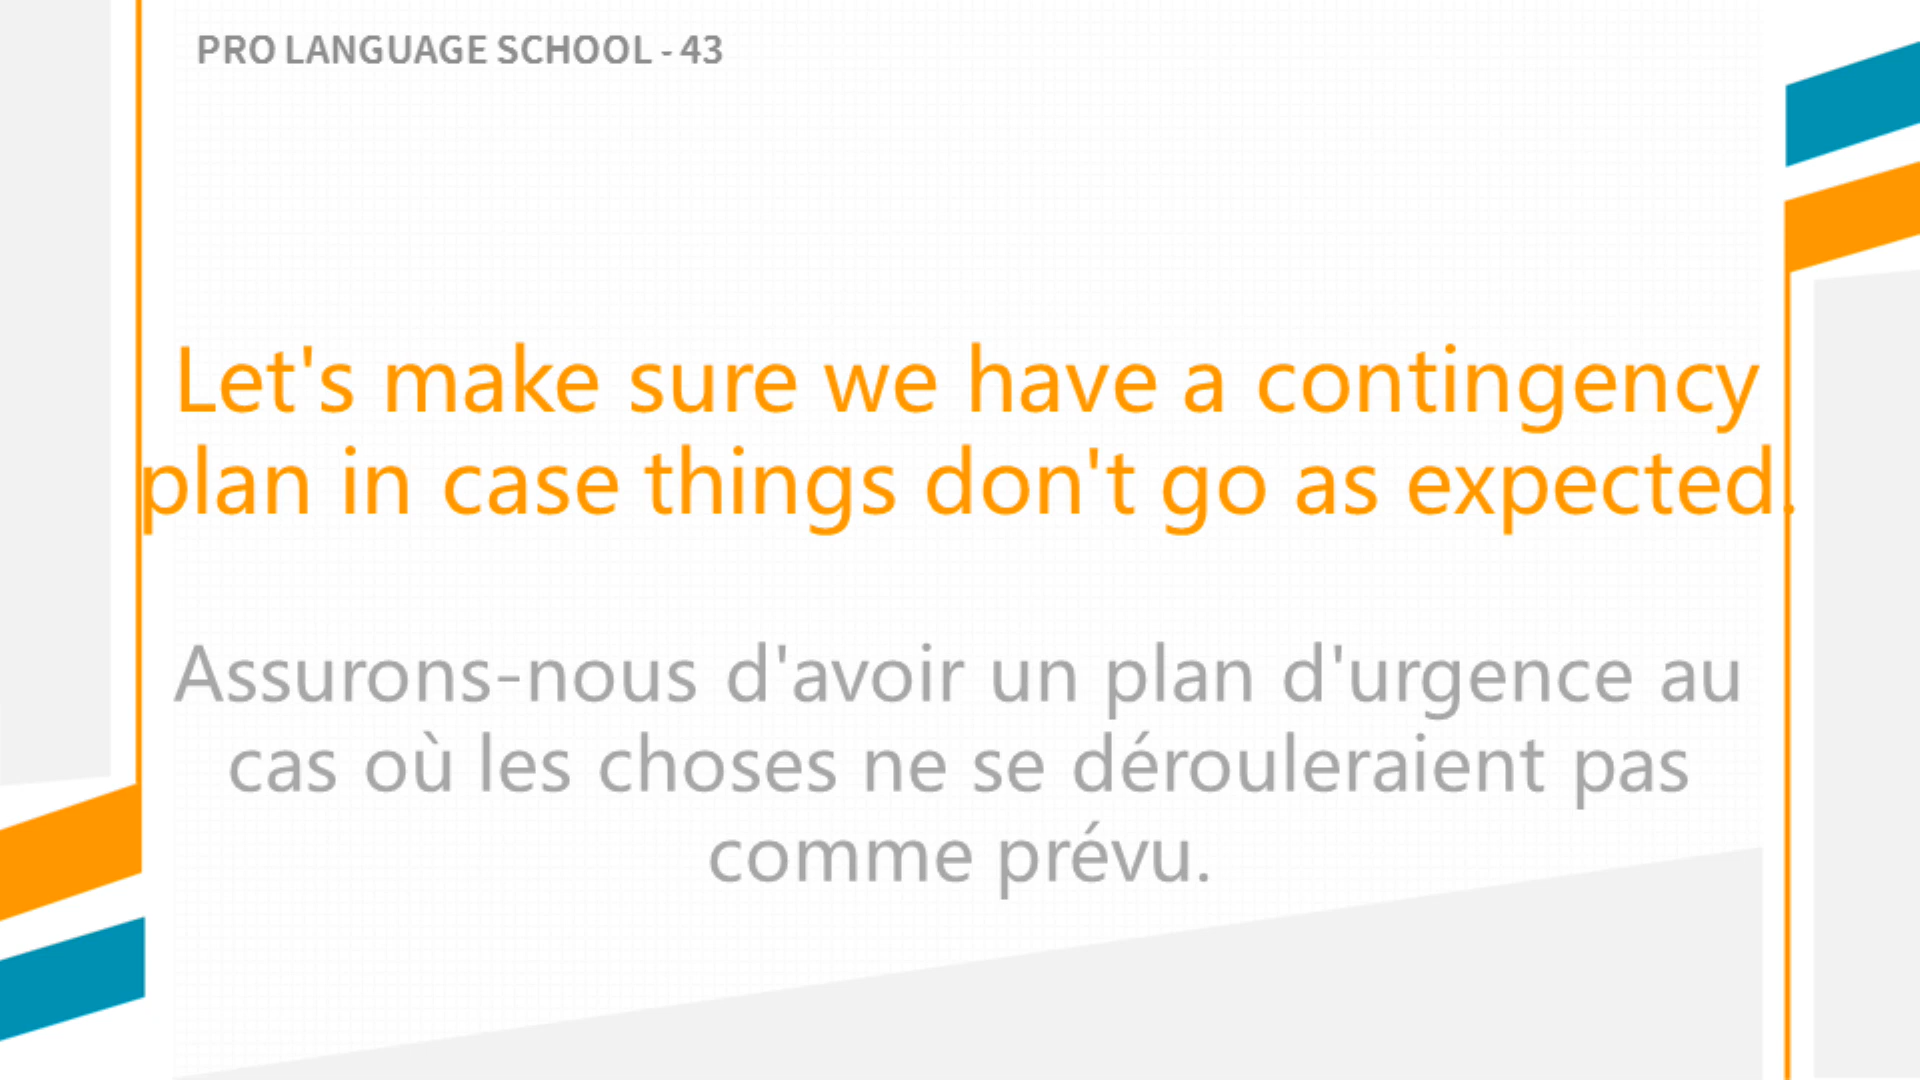 PRO LANGUAGE SCHOOL - 43
Let's make sure we have a contingency
plan in case things don't go as expected.
Assurons-nous d'avoir un plan d'urgence au
cas où les choses ne se dérouleraient pas
comme prévu.